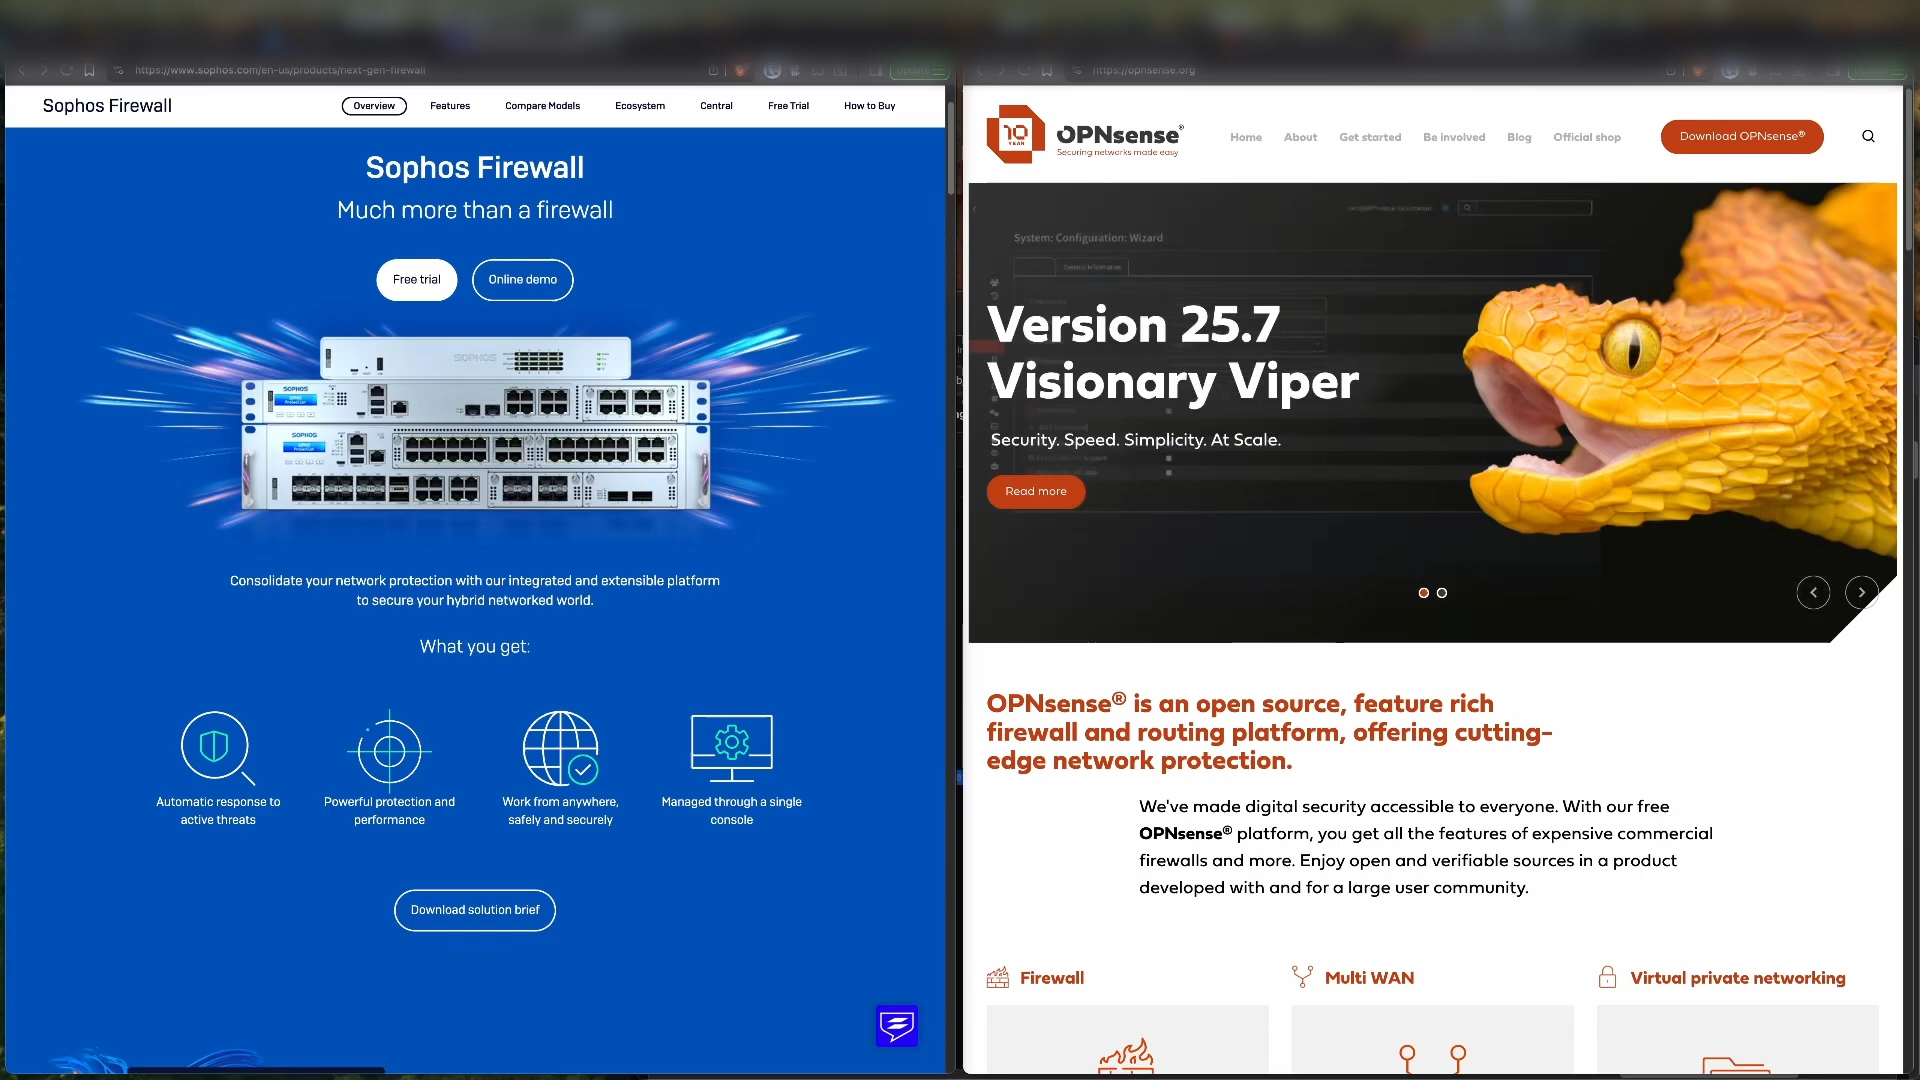 https://www.sophos.com/en-us/products/next-gen-firewall
Sophos Firewall
Overview
Features
Compare Models
Ecosystem
Central
Free Trial
How to Buy
Sophos Firewall
Much more than a firewall
Free trial
Online demo
SOPHOS
SOPHOS
SOPHOS
Consolidate your network protection with our integrated and extensible platform
to secure your hybrid networked world.
What you get:
Automatic response to
active threats
Powerful protection and
performance
Work from anywhere,
safely and securely
Managed through a single
console
Download solution brief
https://opnsense.org
10
YEAR
OPNsense®
Securing networks made easy
Home
About
Get started
Be involved
Blog
Official shop
Download OPNsense®
System: Configuration: Wizard
General Information
Version 25.7
Visionary Viper
Security. Speed. Simplicity. At Scale.
Read more
OPNsense® is an open source, feature rich
firewall and routing platform, offering cutting-
edge network protection.
We've made digital security accessible to everyone. With our free
OPNsense® platform, you get all the features of expensive commercial
firewalls and more. Enjoy open and verifiable sources in a product
developed with and for a large user community.
Firewall
Multi WAN
Virtual private networking